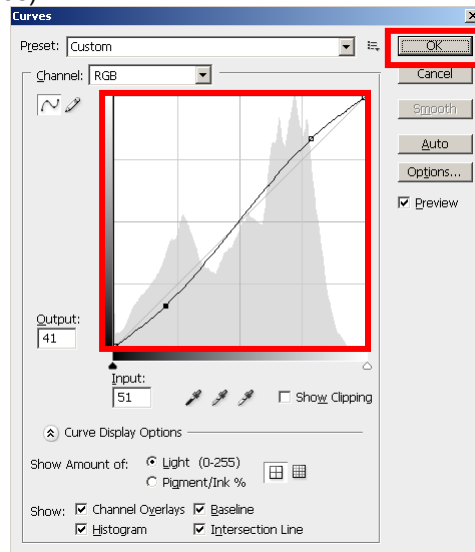 Curves
Preset: Custom
OK
Channel: RGB
Cancel
Smooth
Auto
Options...
Preview
Output:
41
Input:
51
Show Clipping
Curve Display Options
Show Amount of: Light (0-255)
Pigment/Ink %
Show: Channel Overlays Baseline
Histogram Intersection Line